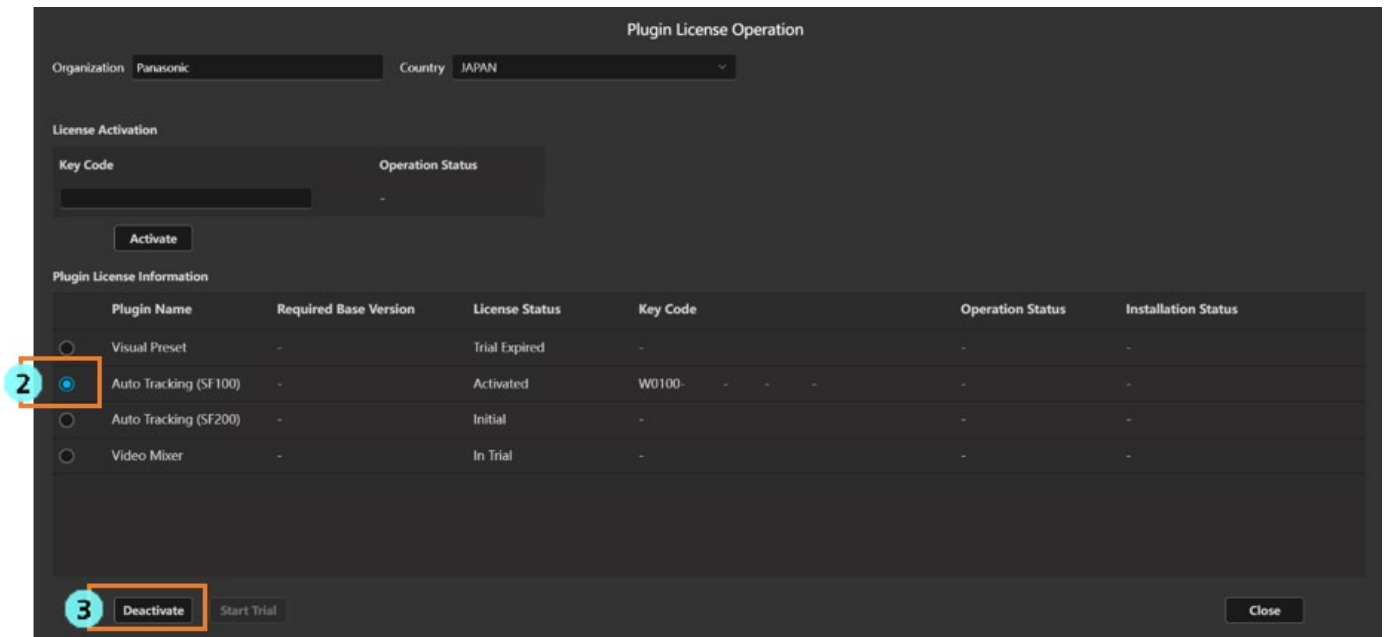 Plugin License Operation
Organization Panasonic Country JAPAN
License Activation
Key Code Operation Status
-
Activate
Plugin License Information
Plugin Name Required Base Version License Status Key Code Operation Status Installation Status
Visual Preset - Trial Expired - - -
2 Auto Tracking (SF100) - Activated W0100- - - - - -
Auto Tracking (SF200) - Initial - - -
Video Mixer - In Trial - - -
3 Deactivate Start Trial Close